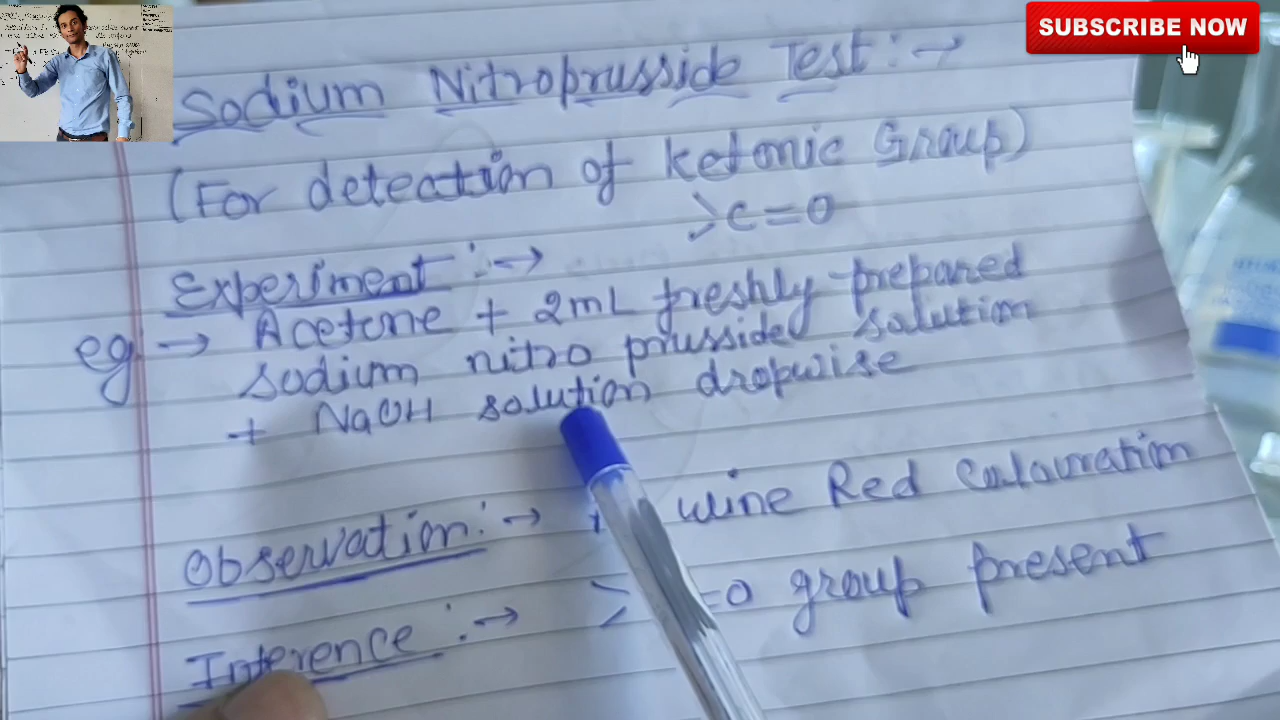 SUBSCRIBE NOW
Sodium Nitroprusside Test :→
(For detection of ketonic Group)
>C=O
Experiment :→
eg → Acetone + 2mL freshly prepared
sodium nitro prusside solution
+ NaOH solution dropwise
Observation :→ wine Red Colouration
Inference :→ > =O group present